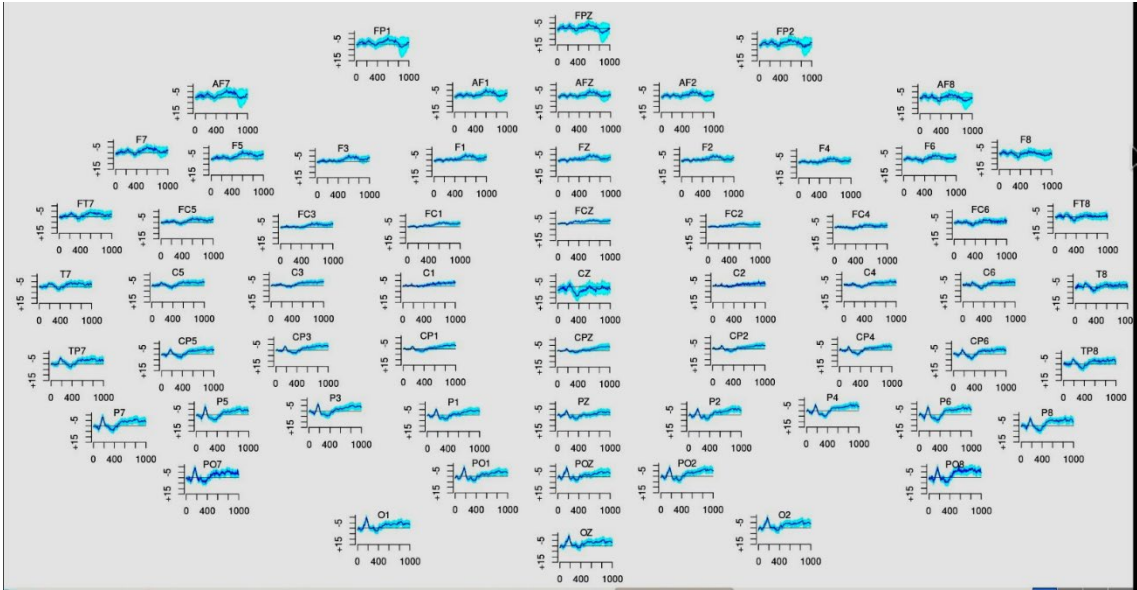 FP1 FPZ FP2
+15 -5 +15 -5 +15 -5
0 400 1000 0 400 1000 0 400 1000
AF7 AF1 AFZ AF2 AF8
+15 -5 +15 -5 +15 -5 +15 -5 +15 -5
0 400 1000 0 400 1000 0 400 1000 0 400 1000 0 400 1000
F7 F5 F3 F1 FZ F2 F4 F6 F8
+15 -5 +15 -5 +15 -5 +15 -5 +15 -5 +15 -5 +15 -5 +15 -5 +15 -5
0 400 1000 0 400 1000 0 400 1000 0 400 1000 0 400 1000 0 400 1000 0 400 1000 0 400 1000 0 400 1000
FT7 FC5 FC3 FC1 FCZ FC2 FC4 FC6 FT8
+15 -5 +15 -5 +15 -5 +15 -5 +15 -5 +15 -5 +15 -5 +15 -5 +15 -5
0 400 1000 0 400 1000 0 400 1000 0 400 1000 0 400 1000 0 400 1000 0 400 1000 0 400 1000 0 400 1000
T7 C5 C3 C1 CZ C2 C4 C6 T8
+15 -5 +15 -5 +15 -5 +15 -5 +15 -5 +15 -5 +15 -5 +15 -5 +15 -5
0 400 1000 0 400 1000 0 400 1000 0 400 1000 0 400 1000 0 400 1000 0 400 1000 0 400 1000 0 400 1000
TP7 CP5 CP3 CP1 CPZ CP2 CP4 CP6 TP8
+15 -5 +15 -5 +15 -5 +15 -5 +15 -5 +15 -5 +15 -5 +15 -5 +15 -5
0 400 1000 0 400 1000 0 400 1000 0 400 1000 0 400 1000 0 400 1000 0 400 1000 0 400 1000 0 400 1000
P7 P5 P3 P1 PZ P2 P4 P6 P8
+15 -5 +15 -5 +15 -5 +15 -5 +15 -5 +15 -5 +15 -5 +15 -5 +15 -5
0 400 1000 0 400 1000 0 400 1000 0 400 1000 0 400 1000 0 400 1000 0 400 1000 0 400 1000 0 400 1000
PO7 PO1 POZ PO2 PO8
+15 -5 +15 -5 +15 -5 +15 -5 +15 -5
0 400 1000 0 400 1000 0 400 1000 0 400 1000 0 400 1000
O1 OZ O2
+15 -5 +15 -5 +15 -5
0 400 1000 0 400 1000 0 400 1000